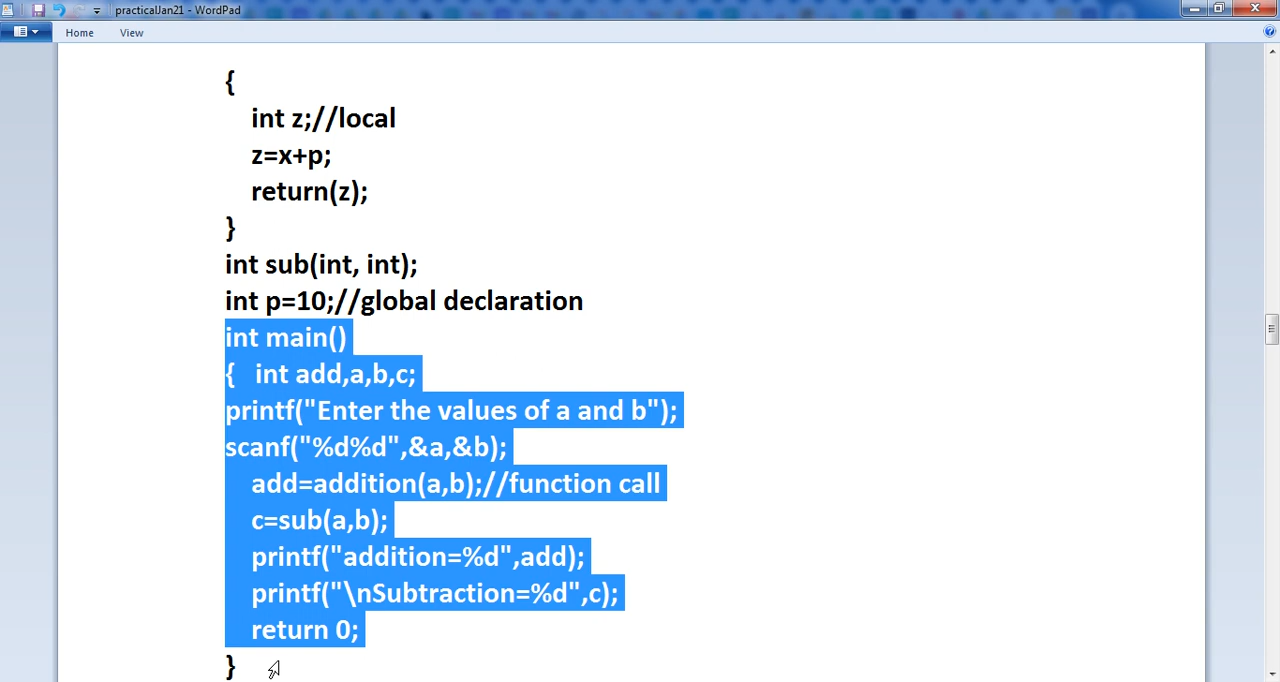 practicalJan21 - WordPad
Home View
{
int z;//local
z=x+p;
return(z);
}
int sub(int, int);
int p=10;//global declaration
int main()
{   int add,a,b,c;
printf("Enter the values of a and b");
scanf("%d%d",&a,&b);
add=addition(a,b);//function call
c=sub(a,b);
printf("addition=%d",add);
printf("\nSubtraction=%d",c);
return 0;
}